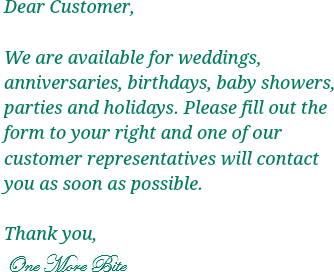 Dear Customer,
We are available for weddings,
anniversaries, birthdays, baby showers,
parties and holidays. Please fill out the
form to your right and one of our
customer representatives will contact
you as soon as possible.
Thank you,
One More Bite